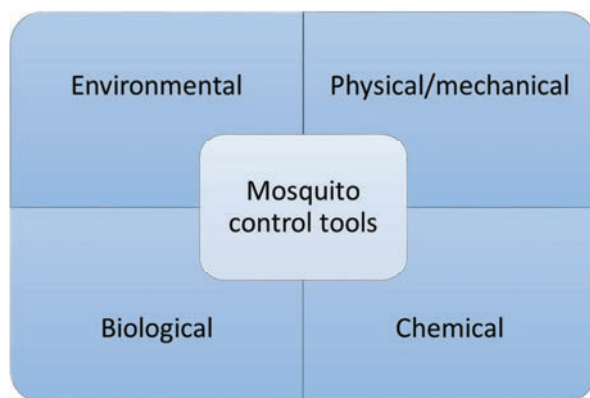 Environmental
Physical/mechanical
Mosquito
control tools
Biological
Chemical